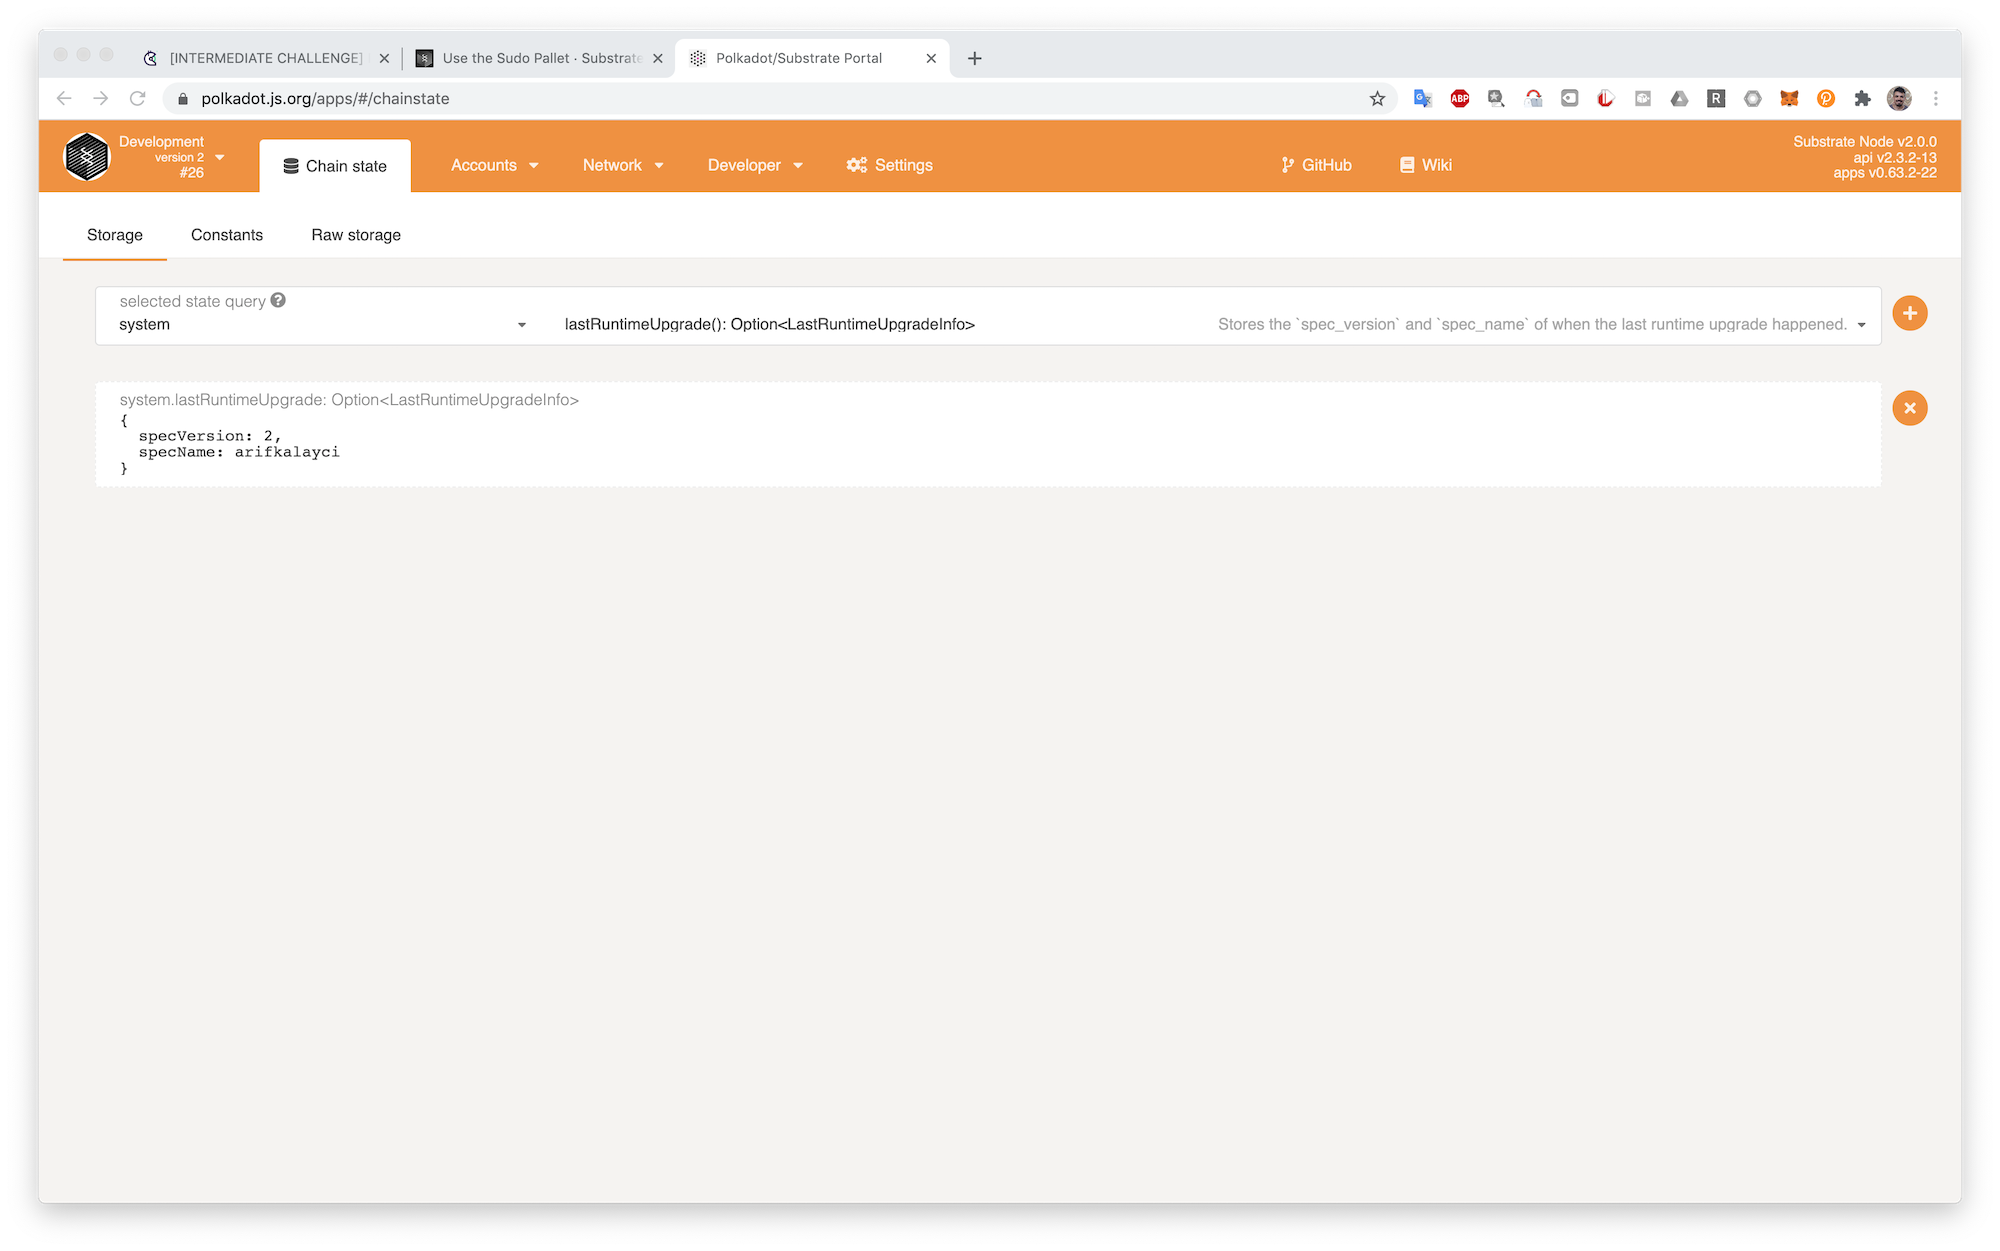 [INTERMEDIATE CHALLENGE]
Use the Sudo Pallet · Substrate
Polkadot/Substrate Portal
polkadot.js.org/apps/#/chainstate
ABP
R
Development
version 2
#26
Chain state
Accounts
Network
Developer
Settings
GitHub
Wiki
Substrate Node v2.0.0
api v2.3.2-13
apps v0.63.2-22
Storage
Constants
Raw storage
selected state query
system
lastRuntimeUpgrade(): Option<LastRuntimeUpgradeInfo>
Stores the `spec_version` and `spec_name` of when the last runtime upgrade happened.
system.lastRuntimeUpgrade: Option<LastRuntimeUpgradeInfo>
{
  specVersion: 2,
  specName: arifkalayci
}